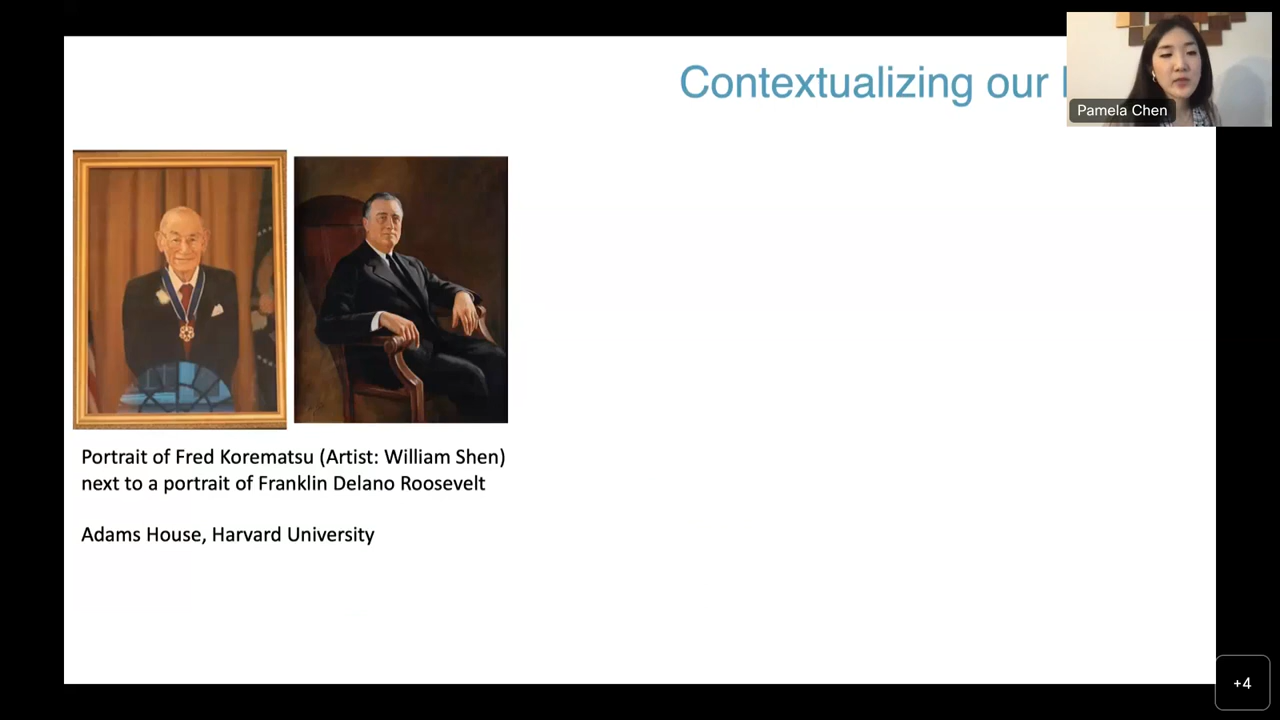 Contextualizing our
Pamela Chen
Portrait of Fred Korematsu (Artist: William Shen)
next to a portrait of Franklin Delano Roosevelt
Adams House, Harvard University
+4